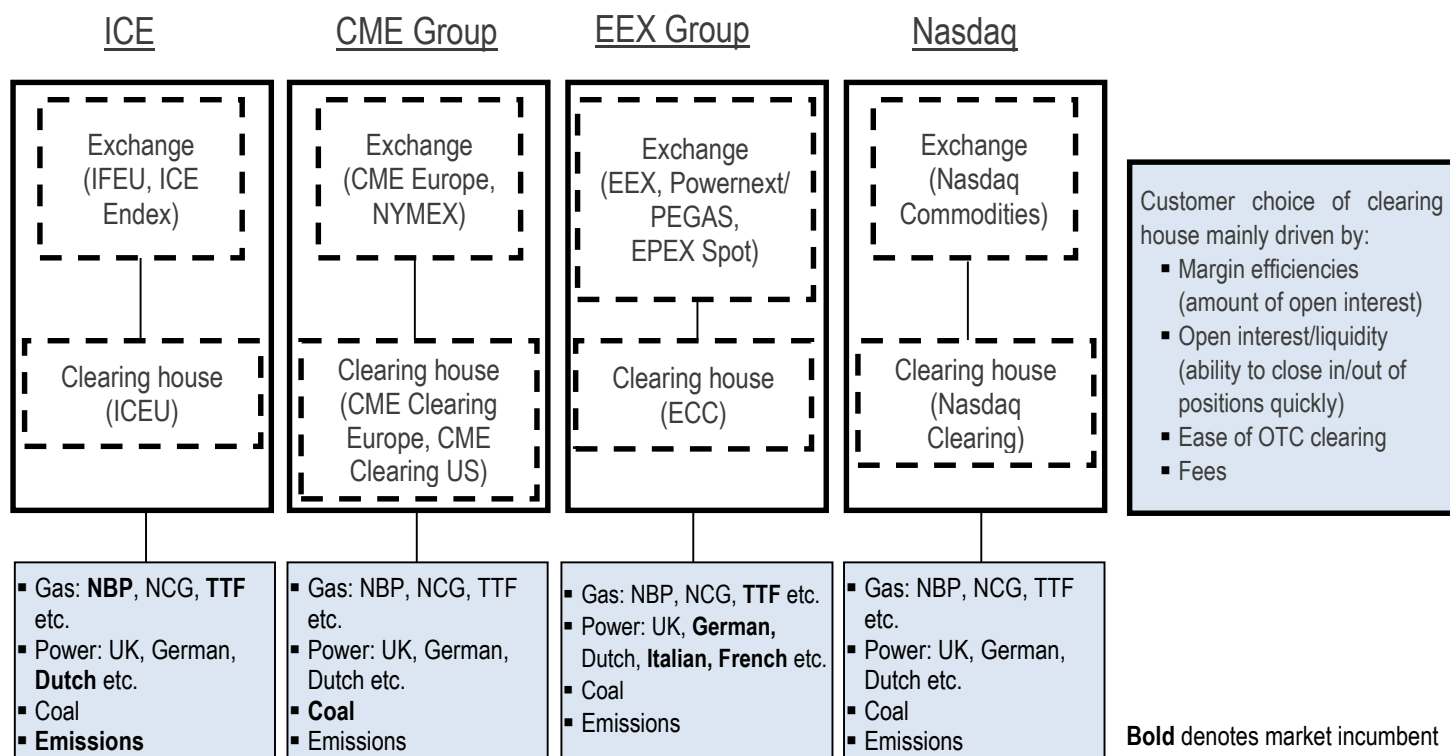 ICE
CME Group
EEX Group
Nasdaq
Exchange
(IFEU, ICE
Endex)
Clearing house
(ICEU)
Exchange
(CME Europe,
NYMEX)
Clearing house
(CME Clearing
Europe, CME
Clearing US)
Exchange
(EEX, Powernext/
PEGAS,
EPEX Spot)
Clearing house
(ECC)
Exchange
(Nasdaq
Commodities)
Clearing house
(Nasdaq
Clearing)
Customer choice of clearing
house mainly driven by:
▪ Margin efficiencies
(amount of open interest)
▪ Open interest/liquidity
(ability to close in/out of
positions quickly)
▪ Ease of OTC clearing
▪ Fees
▪ Gas: NBP, NCG, TTF
etc.
▪ Power: UK, German,
Dutch etc.
▪ Coal
▪ Emissions
▪ Gas: NBP, NCG, TTF
etc.
▪ Power: UK, German,
Dutch etc.
▪ Coal
▪ Emissions
▪ Gas: NBP, NCG, TTF etc.
▪ Power: UK, German,
Dutch, Italian, French etc.
▪ Coal
▪ Emissions
▪ Gas: NBP, NCG, TTF
etc.
▪ Power: UK, German,
Dutch etc.
▪ Coal
▪ Emissions
Bold denotes market incumbent